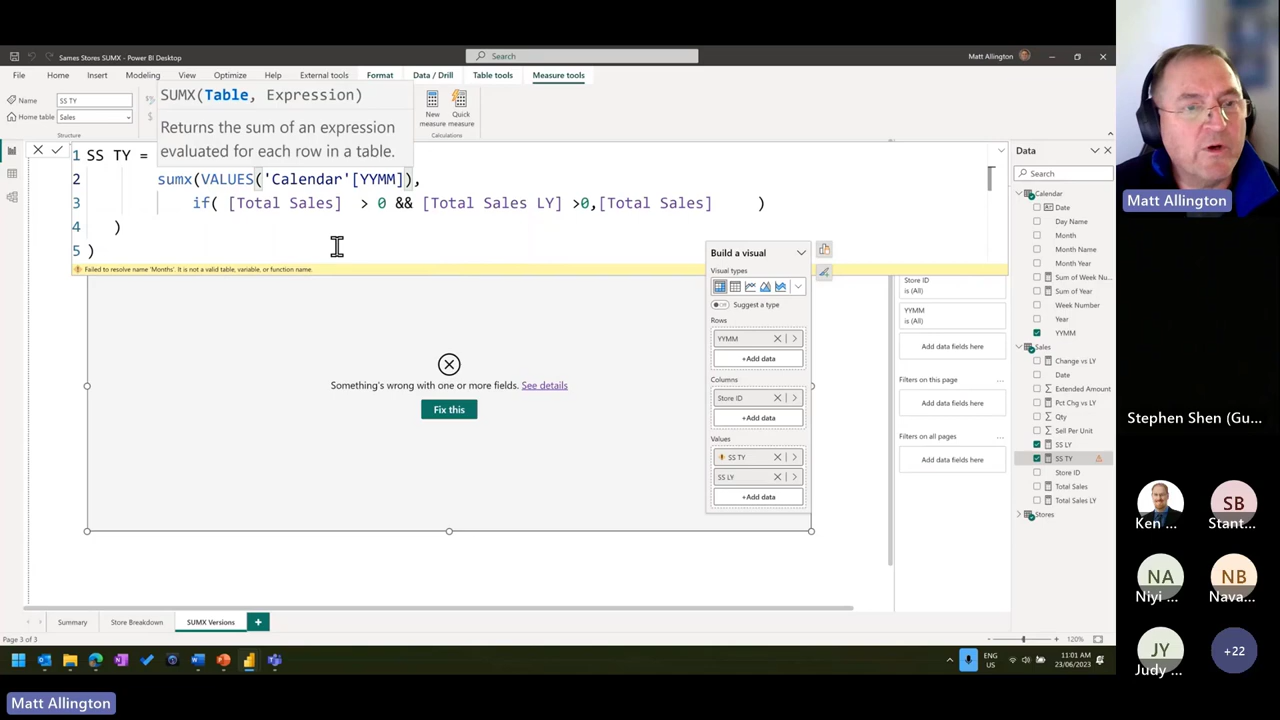 Sames Stores SUMX - Power BI Desktop
Search
Matt Allington
File Home Insert Modeling View Optimize Help External tools Format Data / Drill Table tools Measure tools
Name SS TY
Home table Sales
Structure
SUMX(Table, Expression)
Returns the sum of an expression
evaluated for each row in a table.
New
measure
Quick
measure
Calculations
1 SS TY =
2 sumx(VALUES('Calendar'[YYMM]),
3 if( [Total Sales] > 0 && [Total Sales LY] >0,[Total Sales] )
4 )
5 )
Failed to resolve name 'Months'. It is not a valid table, variable, or function name.
Something's wrong with one or more fields. See details
Fix this
Build a visual
Visual types
Suggest a type
Rows
YYMM
+Add data
Columns
Store ID
+Add data
Values
SS TY
SS LY
+Add data
Store ID
is (All)
YYMM
is (All)
Add data fields here
Filters on this page
Add data fields here
Filters on all pages
Add data fields here
Data
Search
Calendar
Date
Day Name
Month
Month Name
Month Year
Sum of Week Nu...
Sum of Year
Week Number
Year
YYMM
Sales
Change vs LY
Date
Extended Amount
Pct Chg vs LY
Qty
Sell Per Unit
SS LY
SS TY
Store ID
Total Sales
Total Sales LY
Stores
Summary Store Breakdown SUMX Versions
Page 3 of 3
120%
ENG
US
11:01 AM
23/06/2023
Matt Allington
Matt Allington
Stephen Shen (Gu...
Ken ...
SB
Stant...
NA
Niyi ...
NB
Nava...
JY
Judy ...
+22